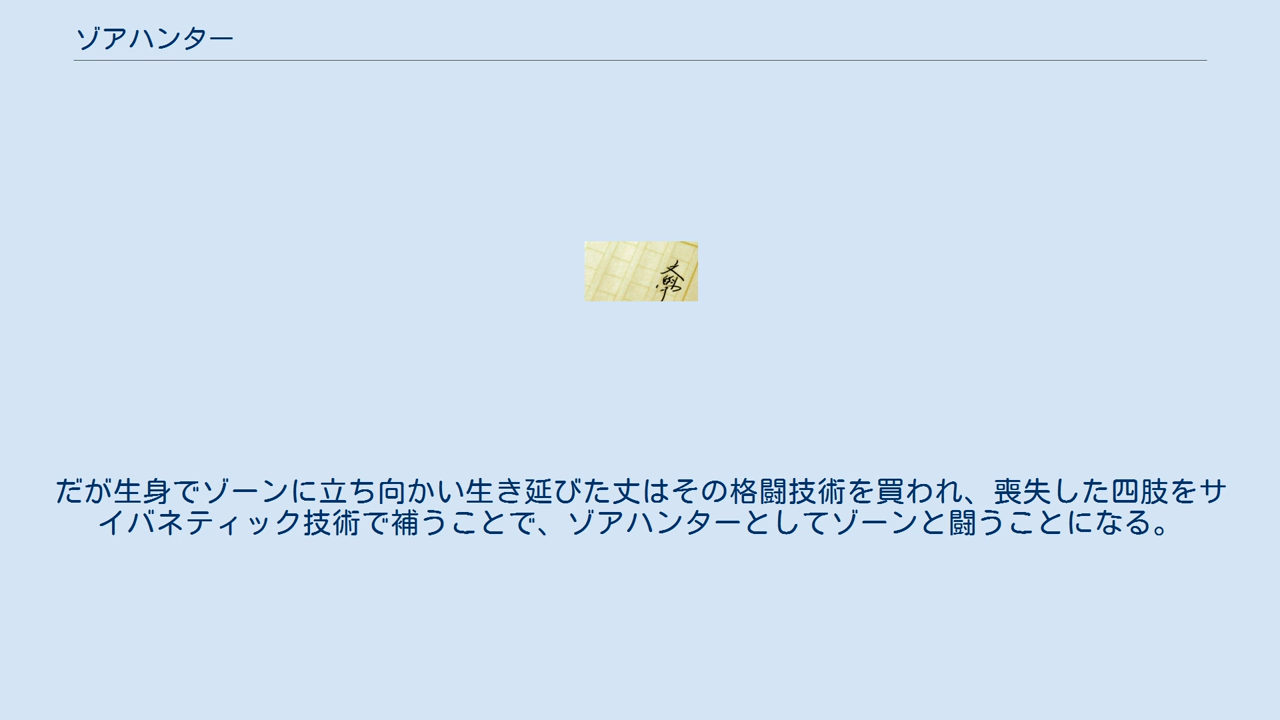 ゾアハンター
だが生身でゾーンに立ち向かい生き延びた丈はその格闘技術を買われ、喪失した四肢をサ
イバネティック技術で補うことで、ゾアハンターとしてゾーンと闘うことになる。